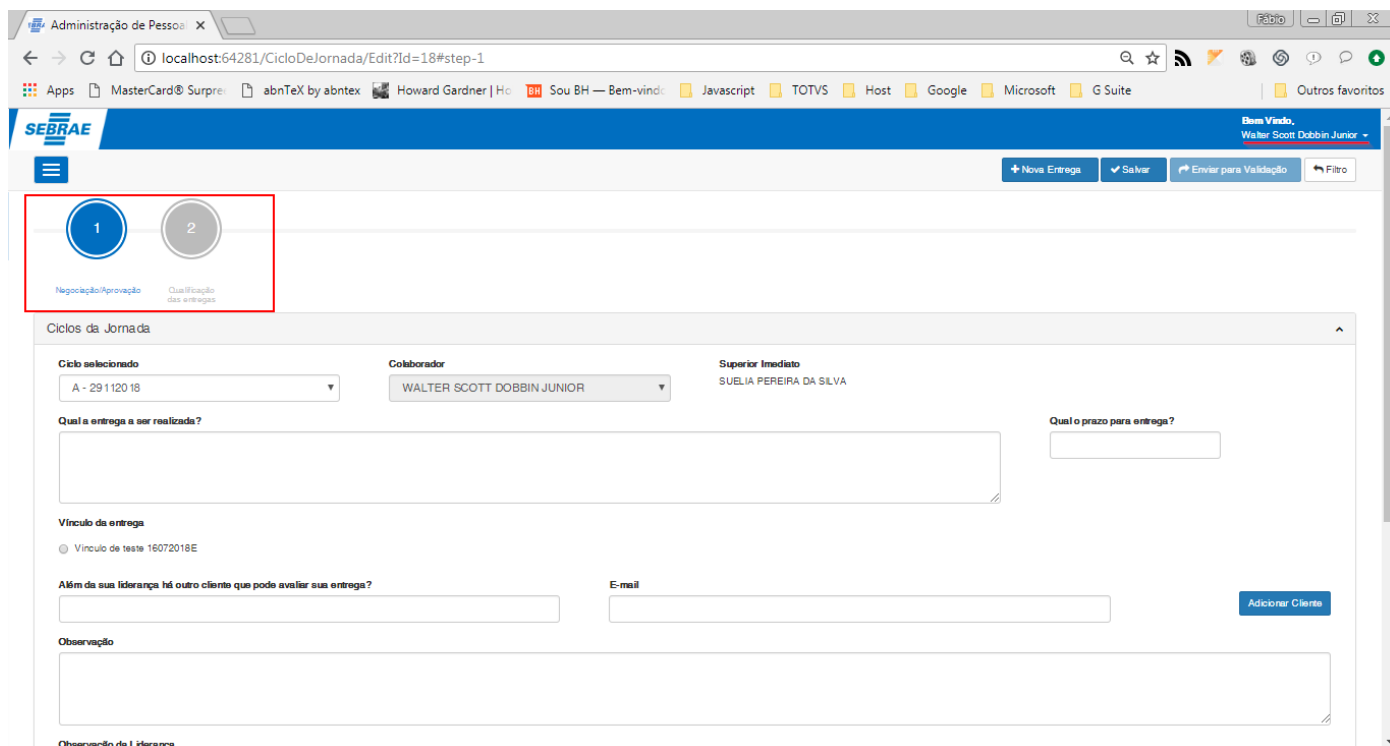 Administração de Pessoa
Fábio
localhost:64281/CicloDeJornada/Edit?Id=18#step-1
Apps MasterCard® Surpre abnTeX by abntex Howard Gardner | Ho Sou BH — Bem-vindo Javascript TOTVS Host Google Microsoft G Suite Outros favoritos
SEBRAE
Bem Vindo,
Walter Scott Dobbin Junior
Nova Entrega Salvar Enviar para Validação Filtro
1 2
Negociação/Aprovação Qualificação
das entregas
Ciclos da Jornada
Ciclo selecionado Colaborador Superior Imediato
A - 29112018 WALTER SCOTT DOBBIN JUNIOR SUELIA PEREIRA DA SILVA
Qual a entrega a ser realizada? Qual o prazo para entrega?
Vínculo da entrega
Vinculo de teste 16072018E
Além da sua liderança há outro cliente que pode avaliar sua entrega? E-mail
Adicionar Cliente
Observação
Observação da Liderança